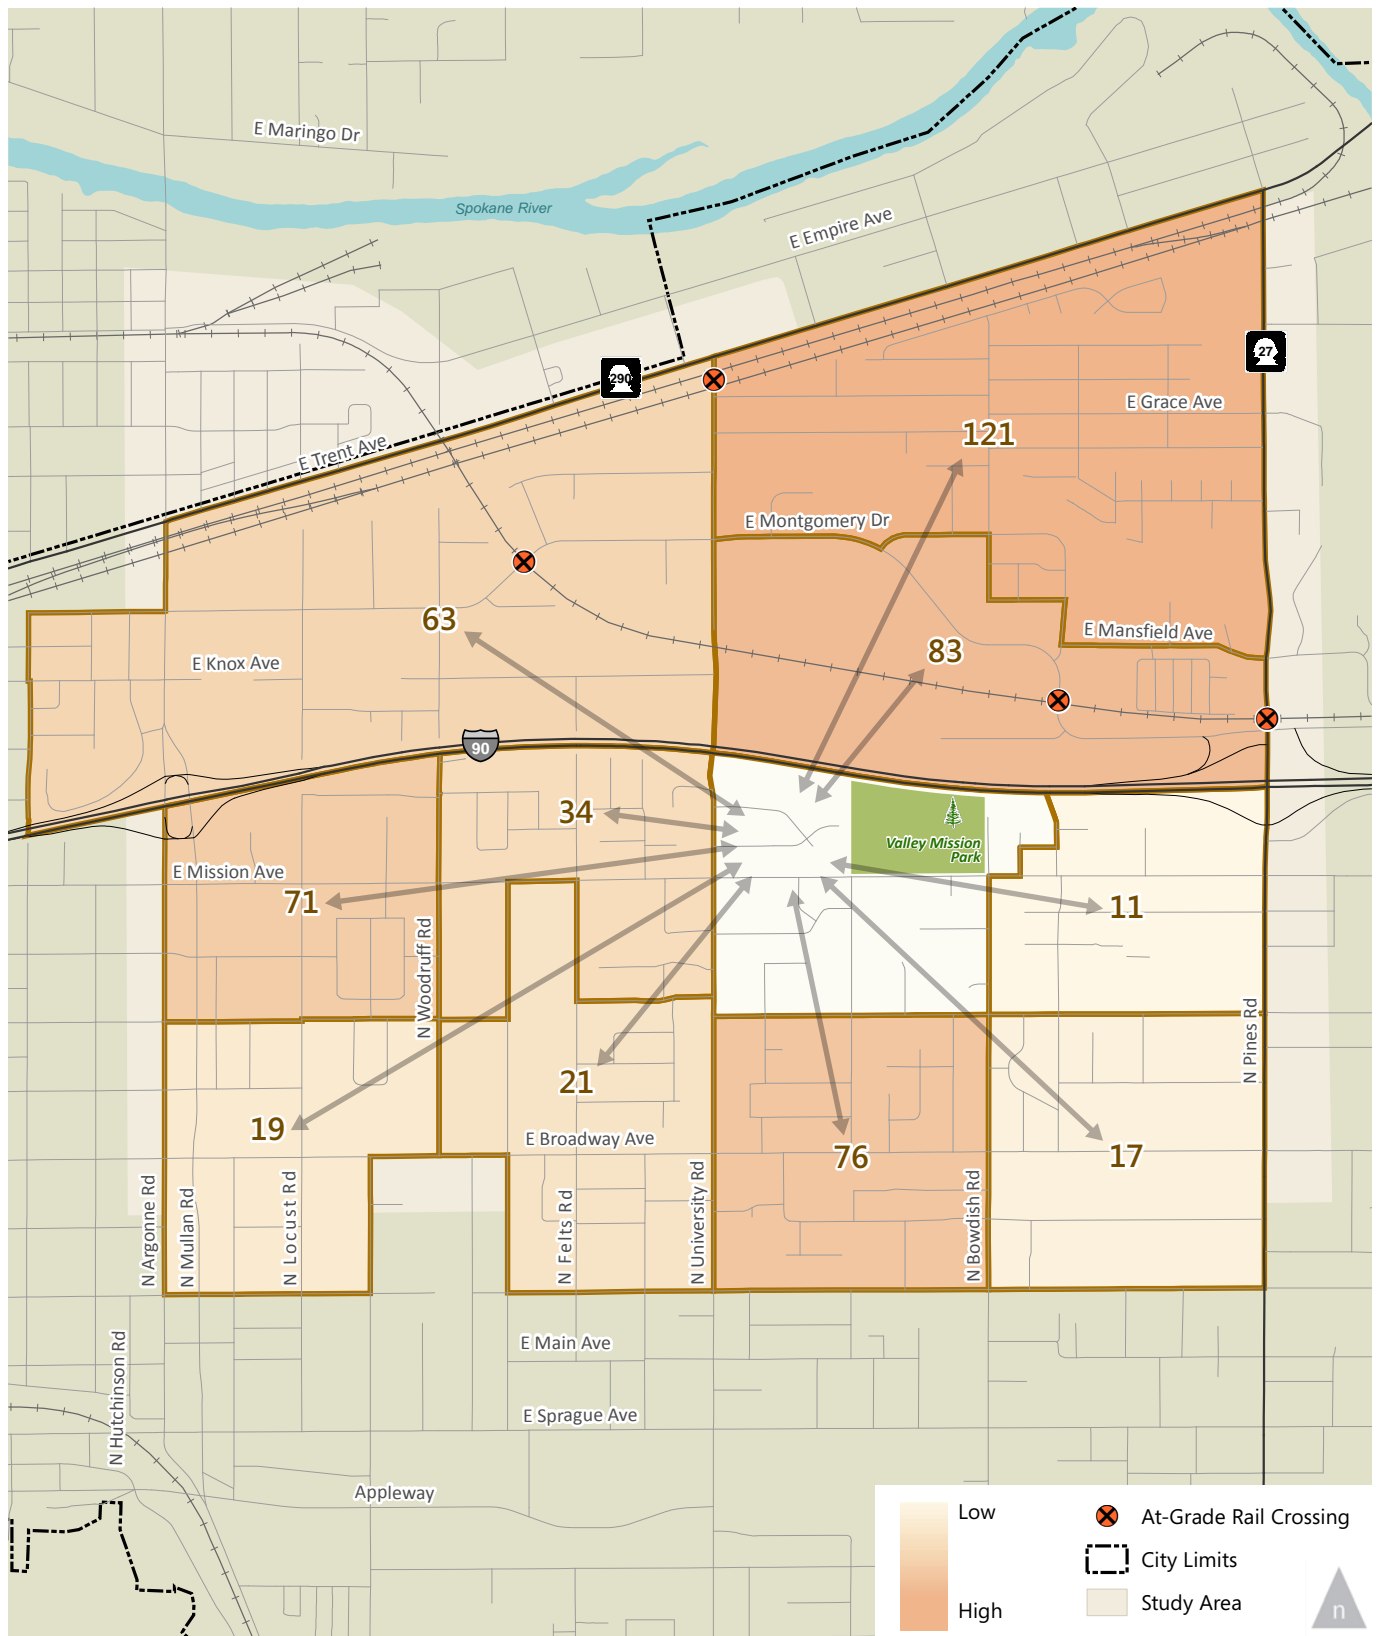 E Maringo Dr
Spokane River
E Empire Ave
27
290
E Grace Ave
E Trent Ave
121
E Montgomery Dr
63
E Mansfield Ave
83
E Knox Ave
90
34
Valley Mission
Park
E Mission Ave
71
11
N Woodruff Rd
N Pines Rd
21
19
E Broadway Ave
76
17
N Argonne Rd
N Mullan Rd
N Locust Rd
N Felts Rd
N University Rd
N Bowdish Rd
E Main Ave
N Hutchinson Rd
E Sprague Ave
Appleway
Low
High
At-Grade Rail Crossing
City Limits
Study Area
n